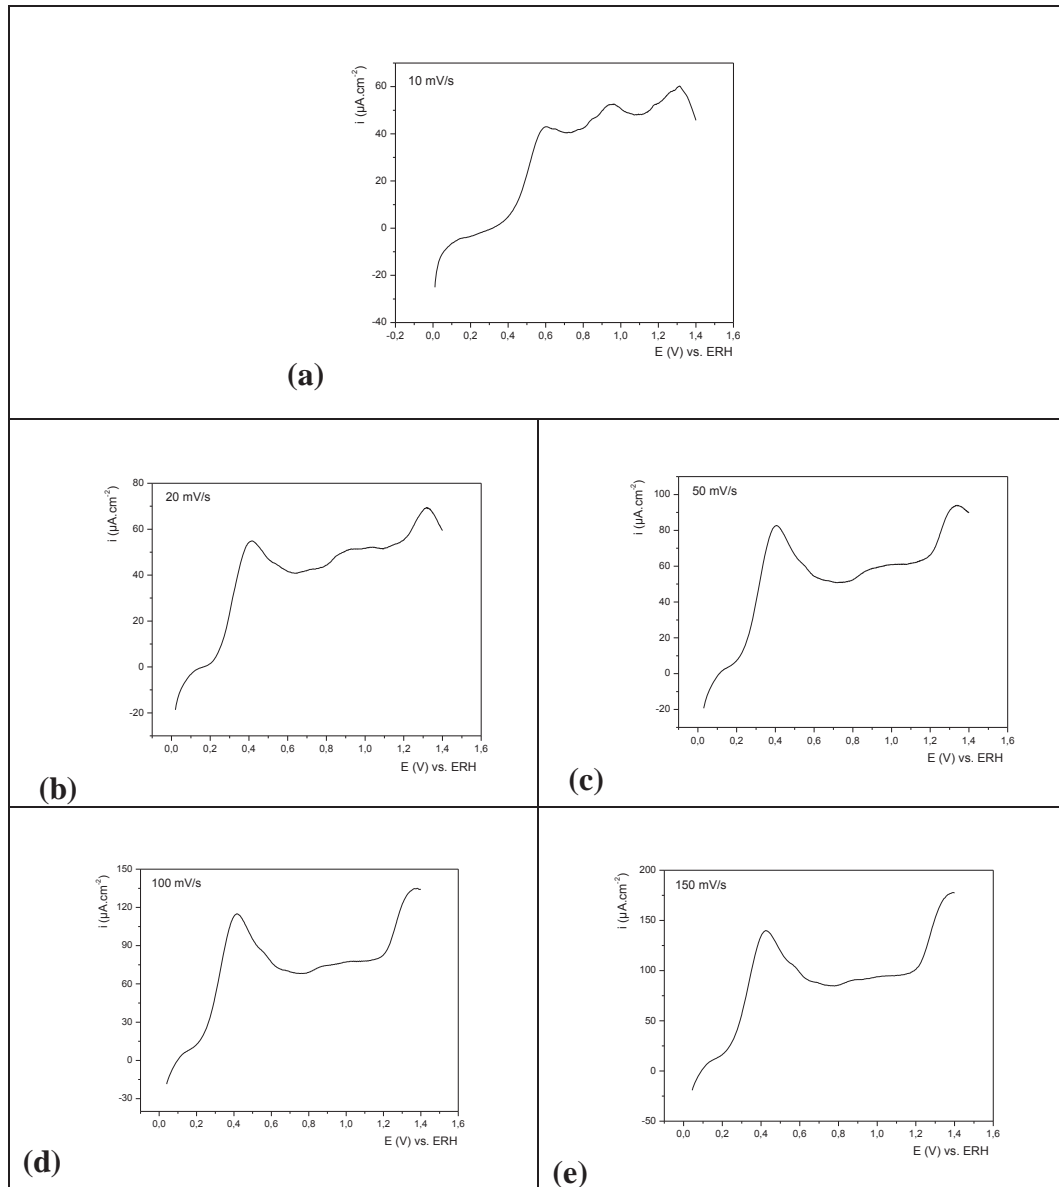 10 mV/s
i (µA.cm-2)
60
40
20
0
-20
-40
-0,2 0,0 0,2 0,4 0,6 0,8 1,0 1,2 1,4 1,6
E (V) vs. ERH
(a)
20 mV/s
i (µA.cm-2)
80
60
40
20
0
-20
0,0 0,2 0,4 0,6 0,8 1,0 1,2 1,4 1,6
E (V) vs. ERH
(b)
50 mV/s
i (µA.cm-2)
100
80
60
40
20
0
-20
0,0 0,2 0,4 0,6 0,8 1,0 1,2 1,4 1,6
E (V) vs. ERH
(c)
100 mV/s
i (µA.cm-2)
150
120
90
60
30
0
-30
0,0 0,2 0,4 0,6 0,8 1,0 1,2 1,4 1,6
E (V) vs. ERH
(d)
150 mV/s
i (µA.cm-2)
200
150
100
50
0
-50
0,0 0,2 0,4 0,6 0,8 1,0 1,2 1,4 1,6
E (V) vs. ERH
(e)